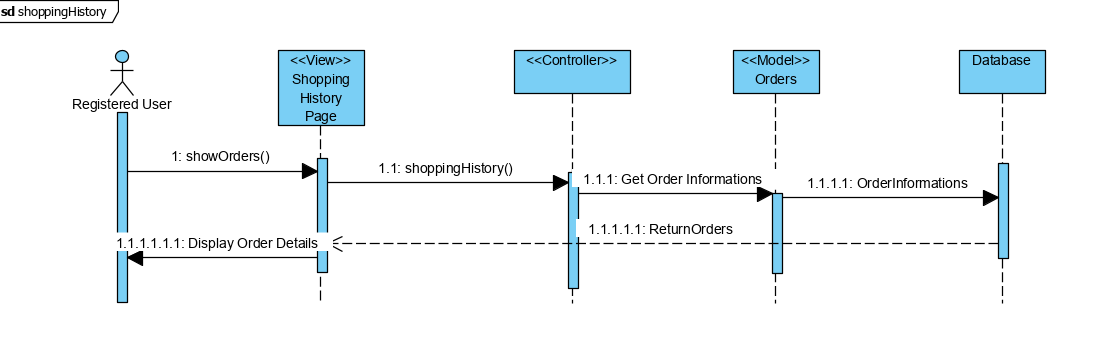 sd shoppingHistory
<<View>>
Shopping
History
Page
<<Controller>>
<<Model>>
Orders
Database
Registered User
1: showOrders()
1.1: shoppingHistory()
1.1.1: Get Order Informations
1.1.1.1: OrderInformations
1.1.1.1.1: ReturnOrders
1.1.1.1.1.1: Display Order Details